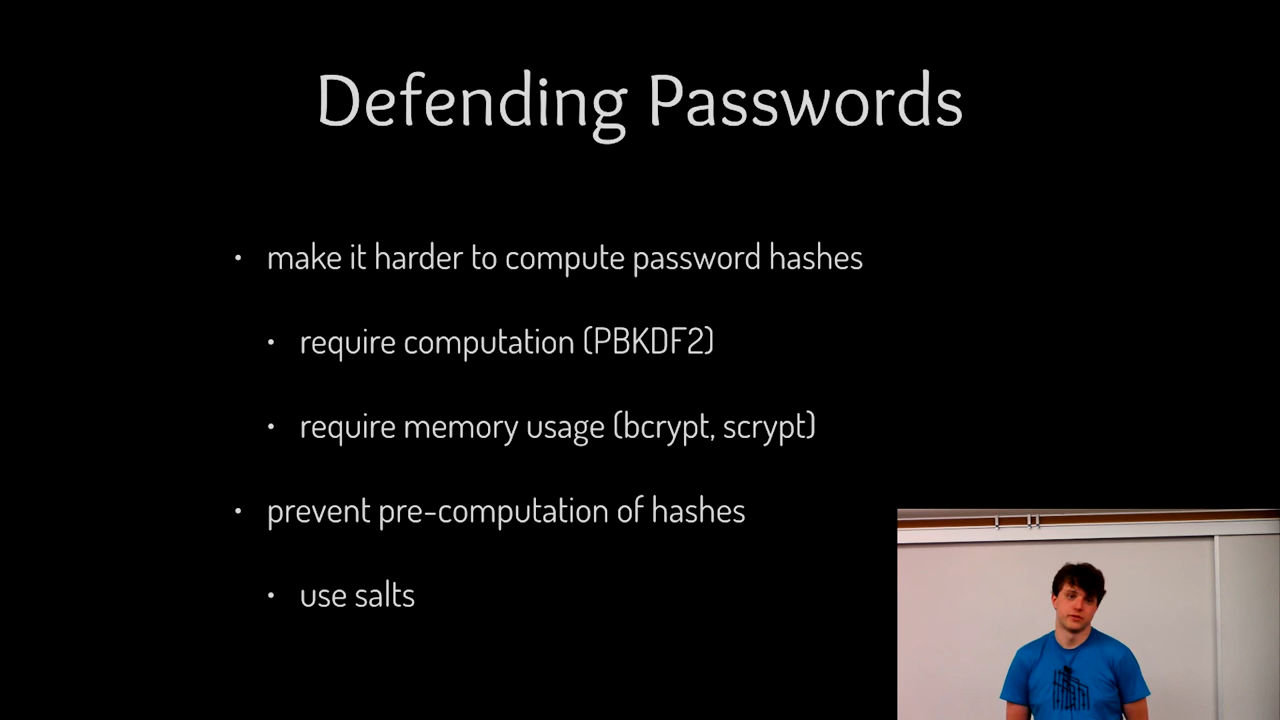 Defending Passwords
• make it harder to compute password hashes
• require computation (PBKDF2)
• require memory usage (bcrypt, scrypt)
• prevent pre-computation of hashes
• use salts